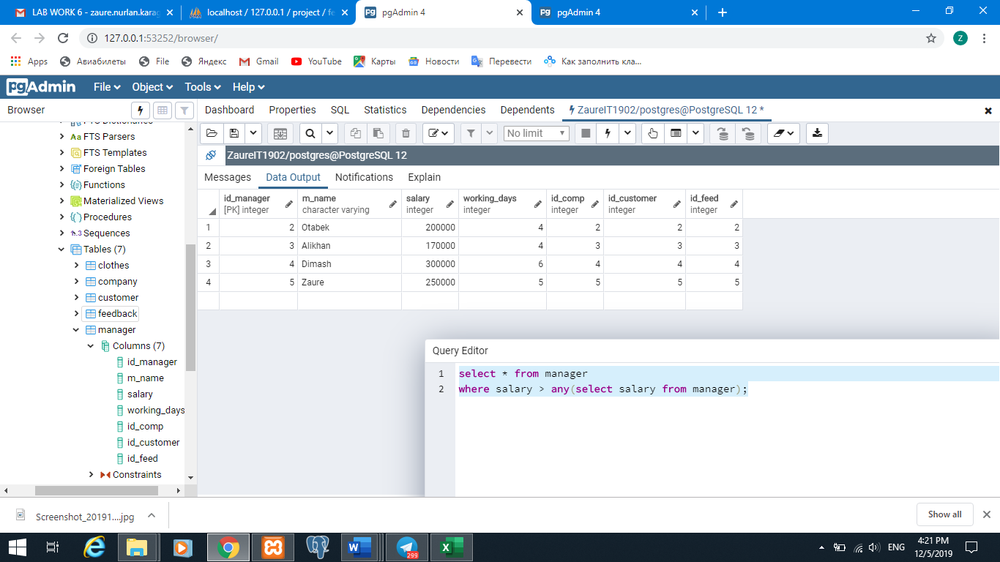 LAB WORK 6 - zaure.nurlan.karag
localhost / 127.0.0.1 / project / fe
pgAdmin 4
pgAdmin 4
127.0.0.1:53252/browser/
Z
Apps Авиабилеты File Яндекс Gmail YouTube Карты Новости Перевести Как заполнить кла...
pgAdmin File Object Tools Help
Browser
Dashboard Properties SQL Statistics Dependencies Dependents ZaureIT1902/postgres@PostgreSQL 12 *
No limit
ZaureIT1902/postgres@PostgreSQL 12
Messages Data Output Notifications Explain
FTS Dictionaries
FTS Parsers
FTS Templates
Foreign Tables
Functions
Materialized Views
Procedures
1..3 Sequences
Tables (7)
clothes
company
customer
feedback
manager
Columns (7)
id_manager
m_name
salary
working_days
id_comp
id_customer
id_feed
Constraints
id_manager m_name salary working_days id_comp id_customer id_feed
[PK] integer character varying integer integer integer integer integer
1 2 Otabek 200000 4 2 2 2
2 3 Alikhan 170000 4 3 3 3
3 4 Dimash 300000 6 4 4 4
4 5 Zaure 250000 5 5 5 5
Query Editor
1 select * from manager
2 where salary > any(select salary from manager);
Screenshot_20191....jpg
Show all
299
ENG
4:21 PM
12/5/2019